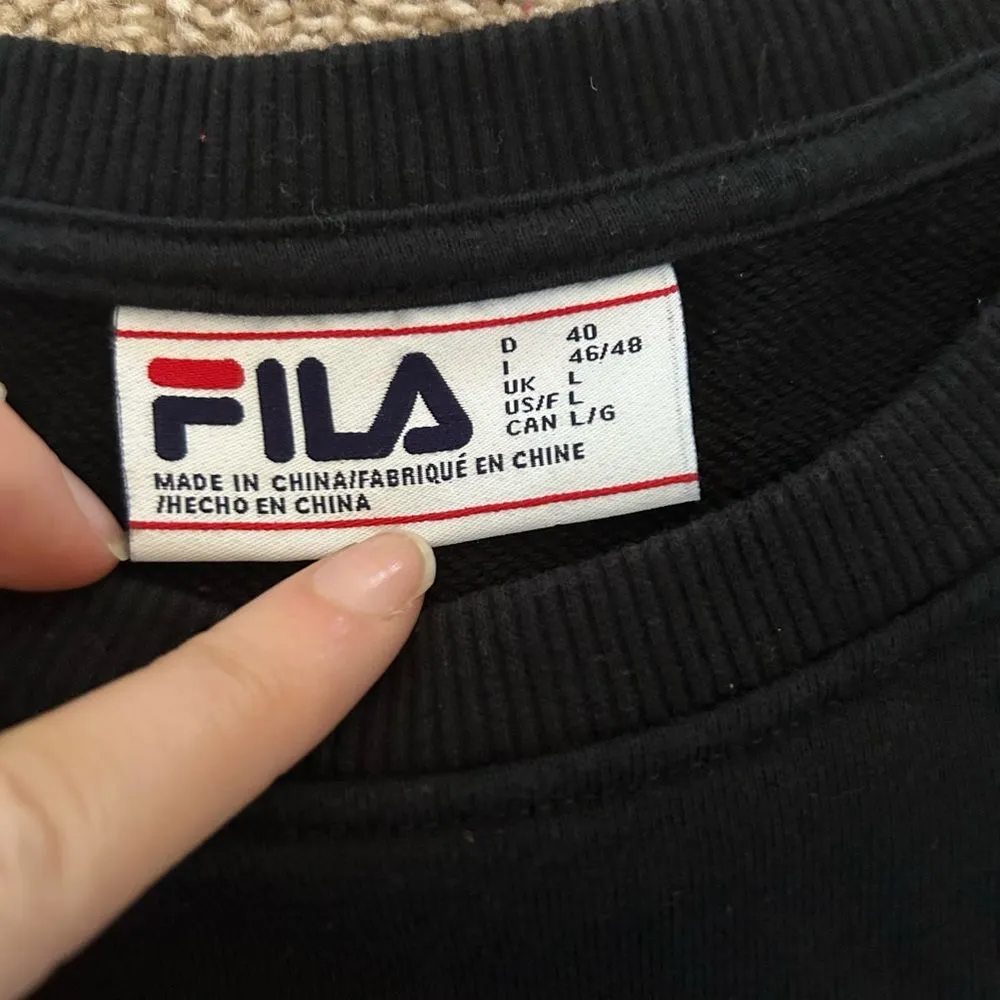 FILA
D 40
I 46/48
UK L
US/F L
CAN L/G
MADE IN CHINA/FABRIQUÉ EN CHINE
/HECHO EN CHINA